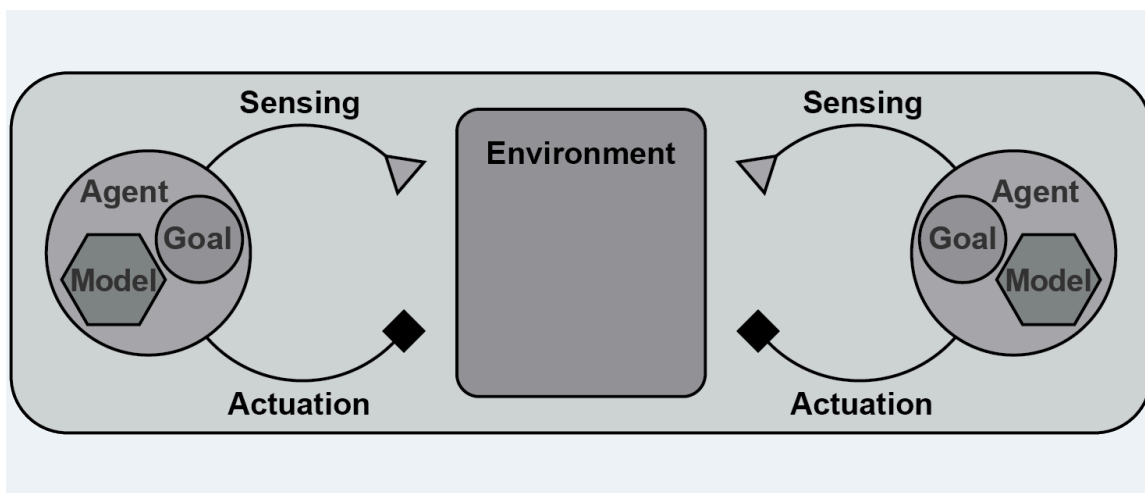 Sensing
Sensing
Environment
Agent
Goal
Model
Agent
Goal
Model
Actuation
Actuation